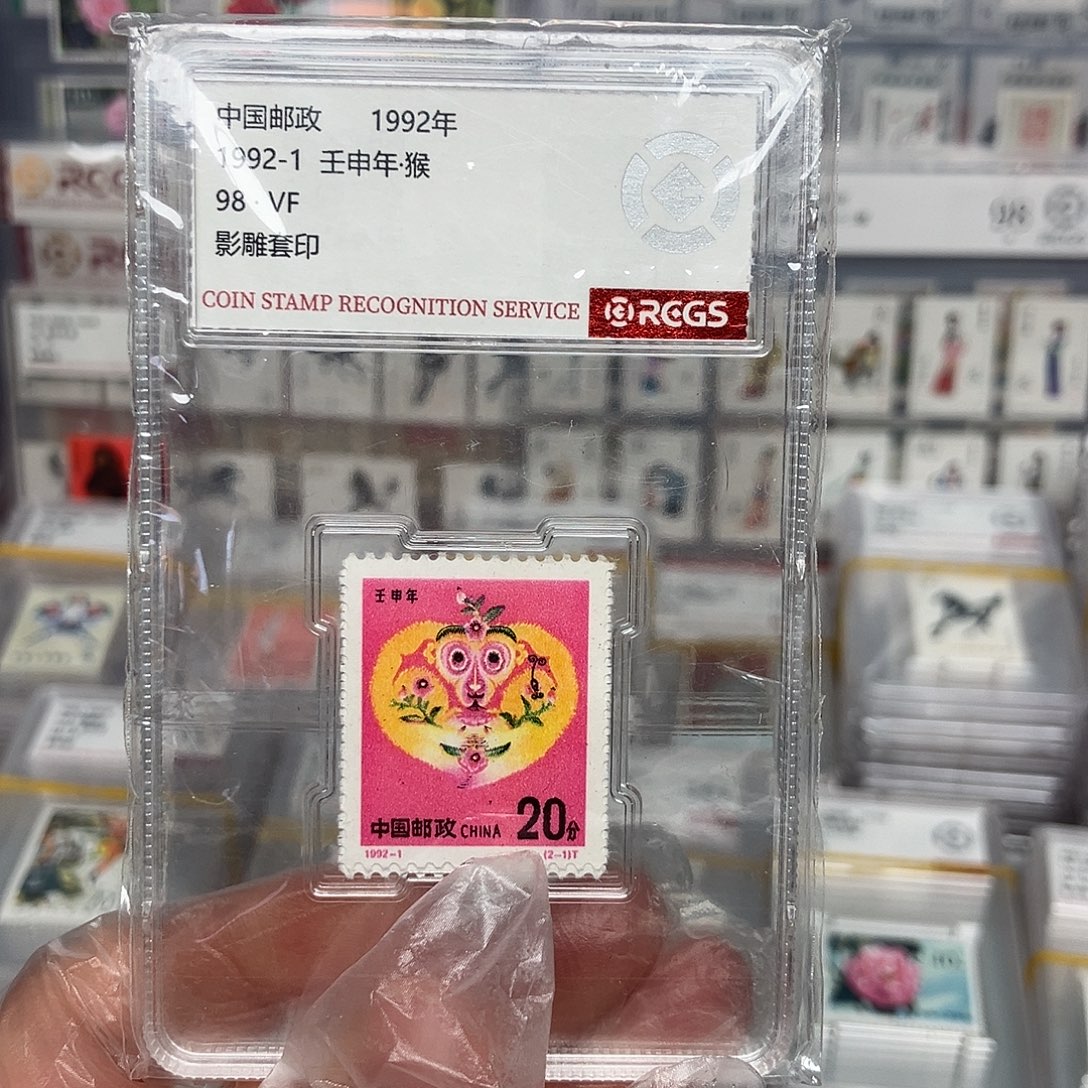 中国邮政 1992年
1992-1 壬申年·猴
98 VF
影雕套印
COIN STAMP RECOGNITION SERVICE
RCGS
壬申年
中国邮政 CHINA 20分
1992-1
(2-1)T